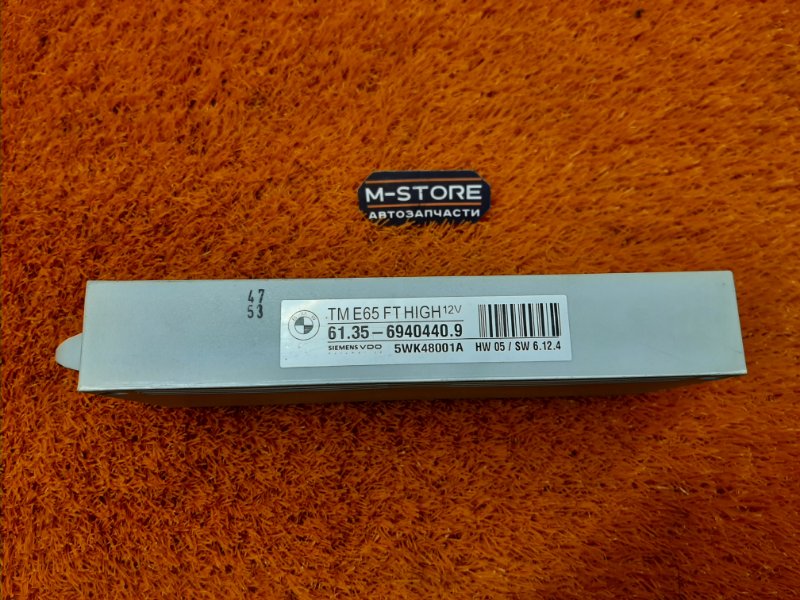 M-STORE
АВТОЗАПЧАСТИ
47
53
TM E65 FT HIGH 12V
61.35-6940440.9
SIEMENS VDO 5WK48001A HW 05 / SW 6.12.4